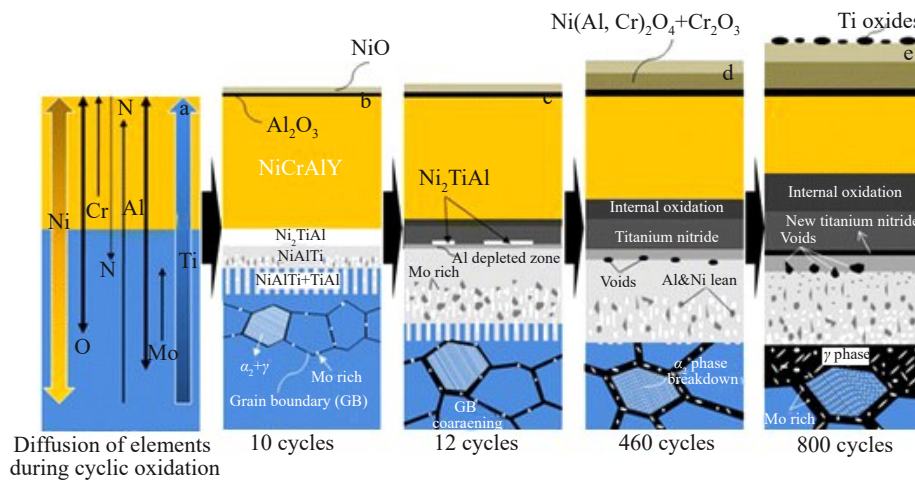 a
Ni
Cr
N
Al
N
Ti
O
Mo
Diffusion of elements
during cyclic oxidation
NiO
b
Al₂O₃
NiCrAlY
Ni₂TiAl
NiAlTi
NiAlTi+TiAl
α₂+γ
Mo rich
Grain boundary (GB)
10 cycles
c
Ni₂TiAl
Al depleted zone
Mo rich
GB
coaraening
12 cycles
Ni(Al, Cr)₂O₄+Cr₂O₃
d
Internal oxidation
Titanium nitride
Voids
Al&Ni lean
α₂ phase
breakdown
460 cycles
Ti oxides
e
Internal oxidation
New titanium nitride
Voids
γ phase
Mo rich
800 cycles